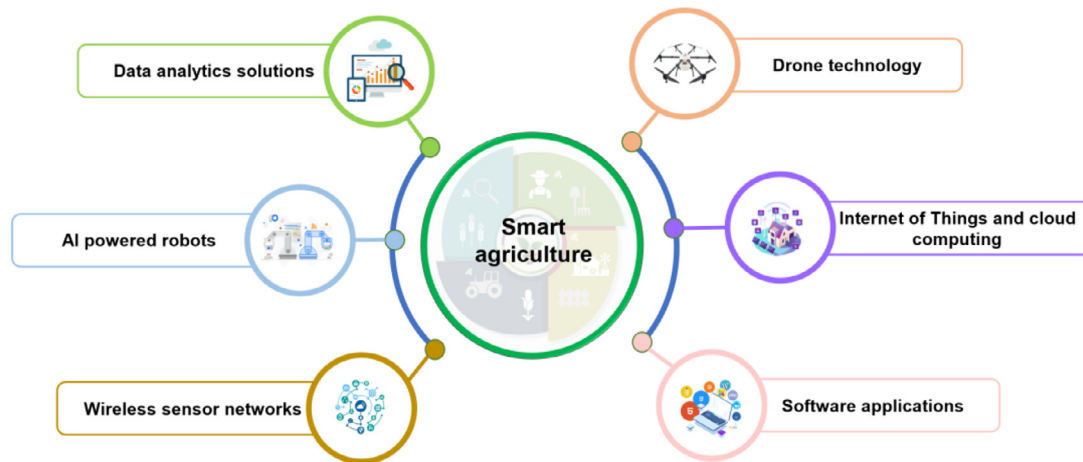 Data analytics solutions
Drone technology
AI powered robots
Smart
agriculture
Internet of Things and cloud
computing
Wireless sensor networks
Software applications